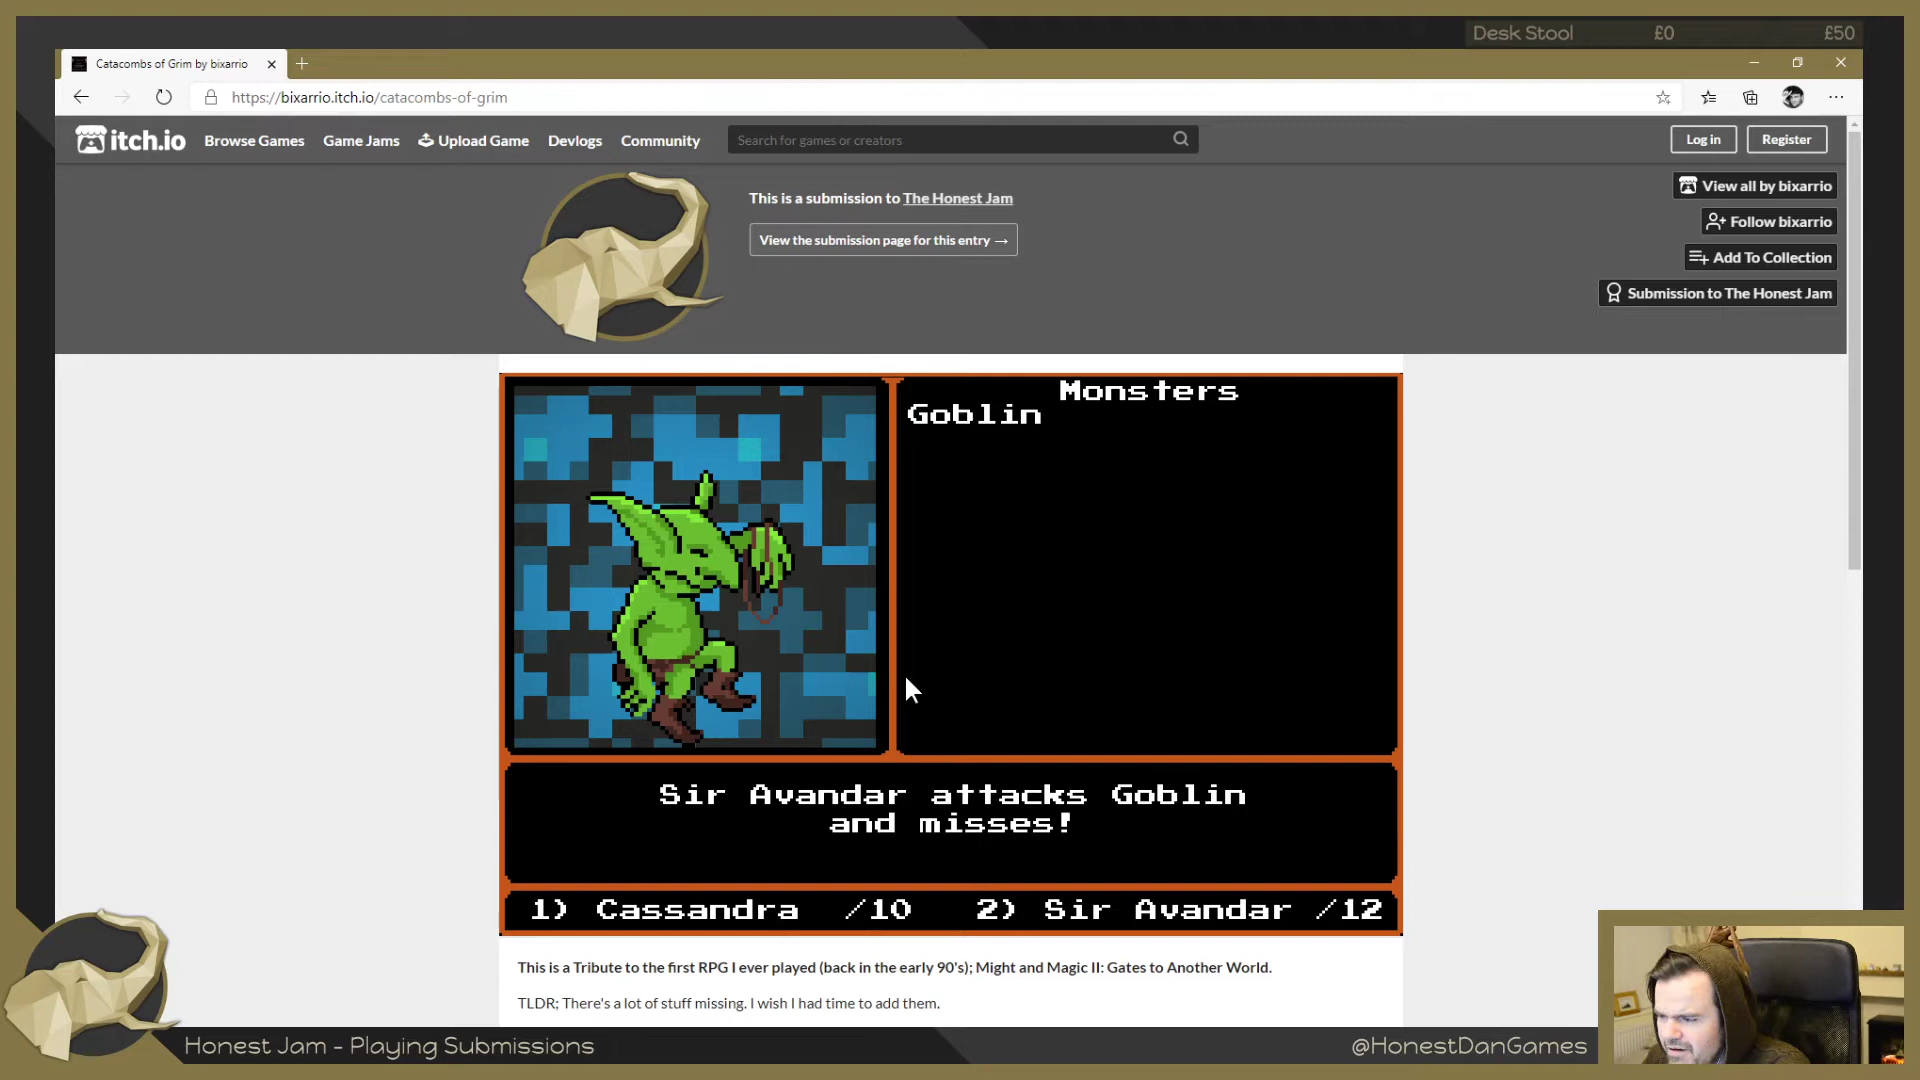 Desk Stool £0 £50
Catacombs of Grim by bixarrio
https://bixarrio.itch.io/catacombs-of-grim
itch.io Browse Games Game Jams Upload Game Devlogs Community Search for games or creators Log in Register
This is a submission to The Honest Jam
View the submission page for this entry →
View all by bixarrio
Follow bixarrio
Add To Collection
Submission to The Honest Jam
Monsters
Goblin
Sir Avandar attacks Goblin
and misses!
1) Cassandra /10 2) Sir Avandar /12
This is a Tribute to the first RPG I ever played (back in the early 90's); Might and Magic II: Gates to Another World.
TLDR; There's a lot of stuff missing. I wish I had time to add them.
Honest Jam - Playing Submissions @HonestDanGames